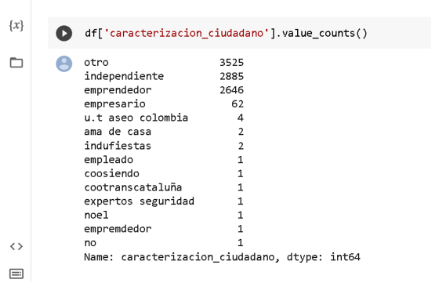 {x}
df['caracterizacion_ciudadano'].value_counts()
otro 3525
independiente 2885
emprendedor 2646
empresario 62
u.t aseo colombia 4
ama de casa 2
indufiestas 2
empleado 1
coosiendo 1
cootranscataluña 1
expertos seguridad 1
noel 1
empremdedor 1
no 1
Name: caracterizacion_ciudadano, dtype: int64
<>